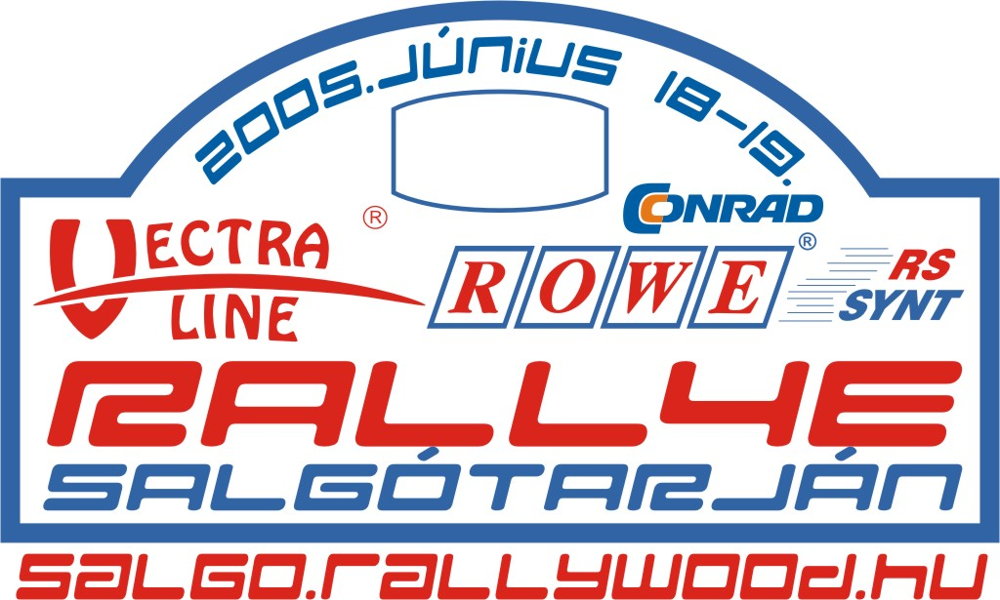 2005.Június 18-19.
CONRAD
VECTRA ®
LINE
ROWE ®
RS
SYNT
RALLYE
SALGÓTARJÁN
SALGO.rallywood.hu